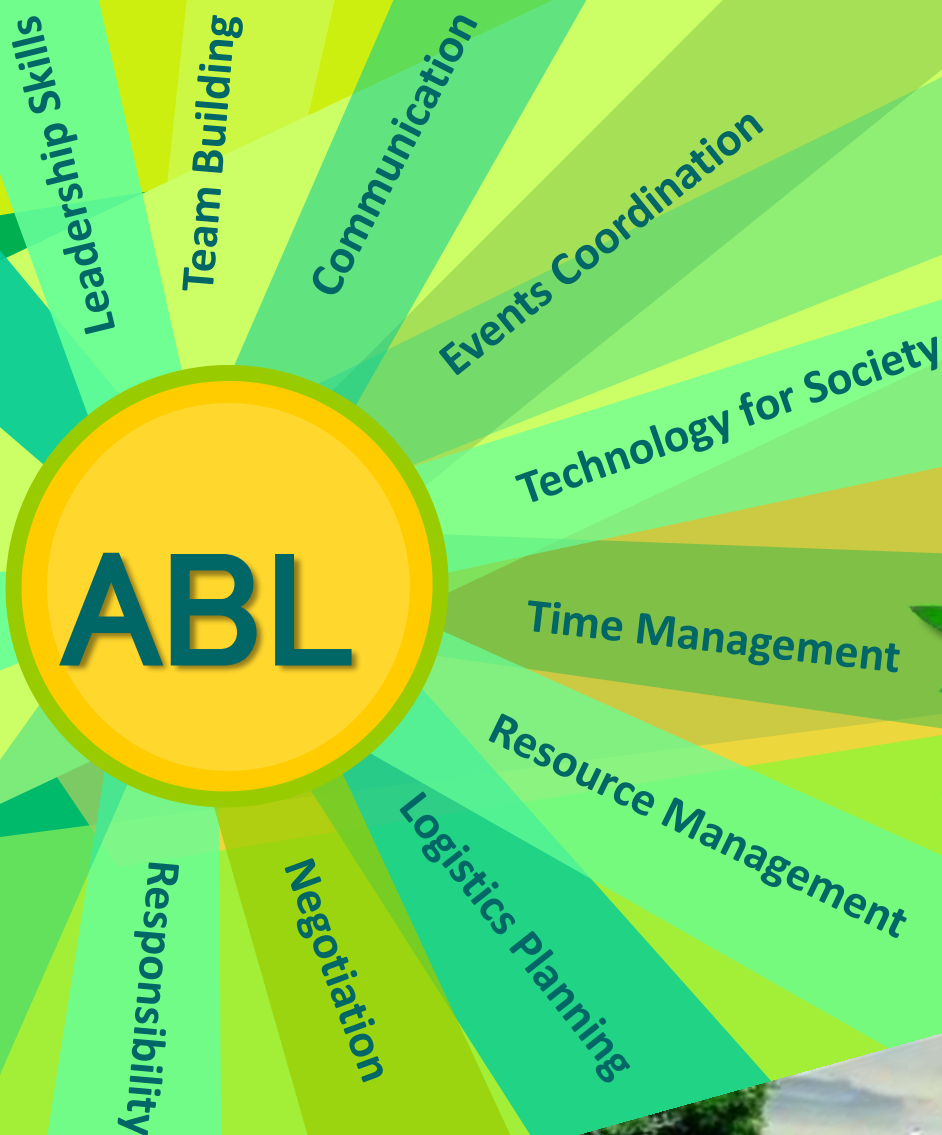 Leadership Skills
Team Building
Communication
Events Coordination
Technology for Society
Time Management
Resource Management
Logistics Planning
Negotiation
Responsibility
ABL